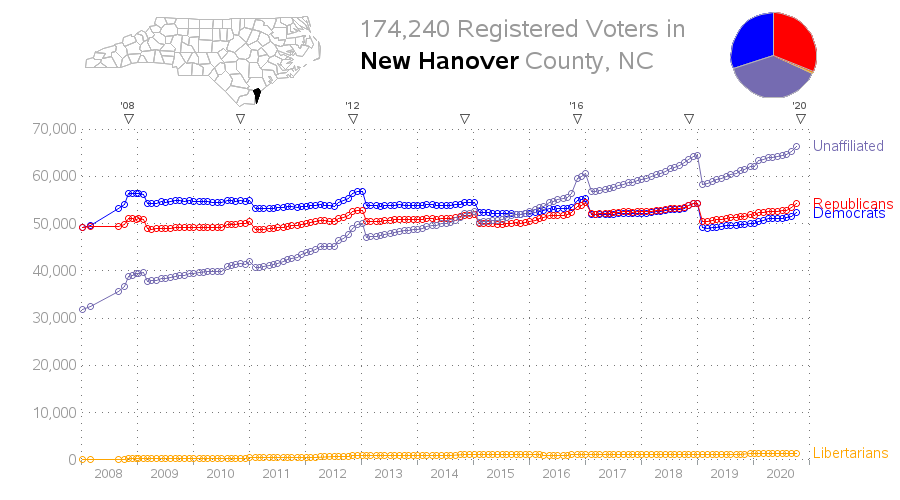 174,240 Registered Voters in
New Hanover County, NC
'08 '12 '16 '20
70,000
Unaffiliated
60,000
Republicans
Democrats
50,000
40,000
30,000
20,000
10,000
Libertarians
0
2008 2009 2010 2011 2012 2013 2014 2015 2016 2017 2018 2019 2020